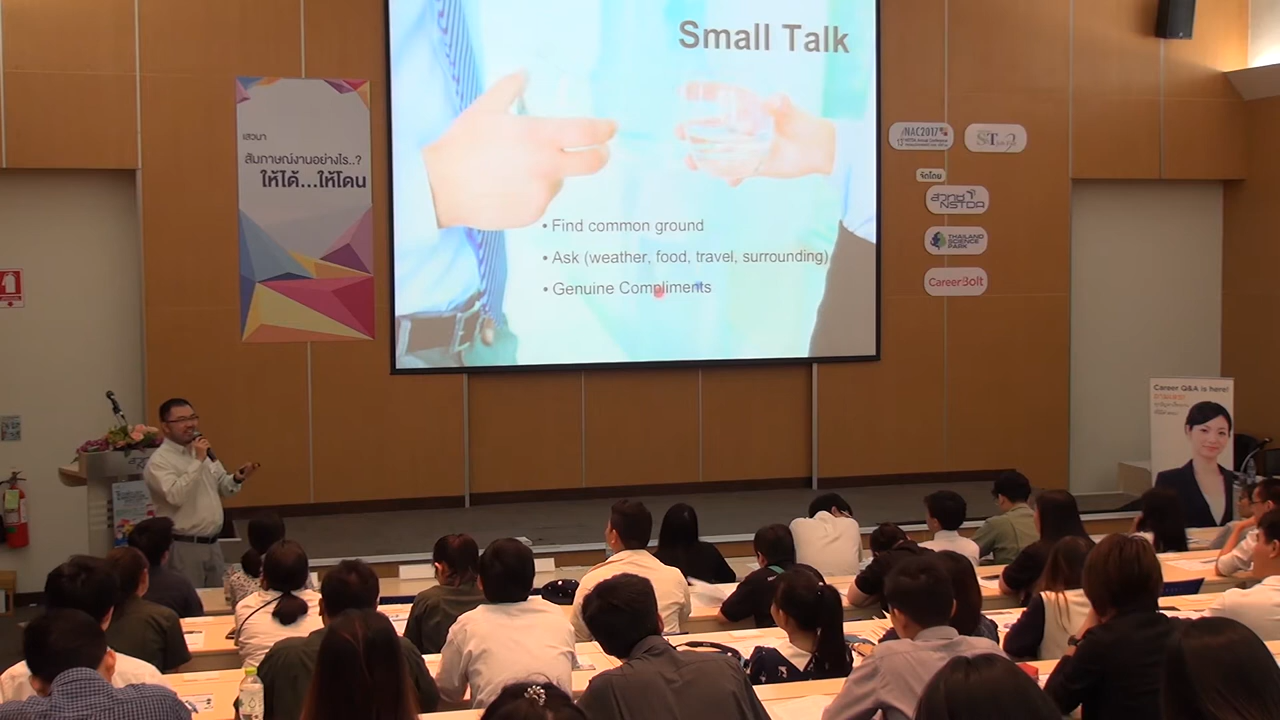 Small Talk
• Find common ground
• Ask (weather, food, travel, surrounding)
• Genuine Compliments
เสวนา
สัมภาษณ์งานอย่างไร..?
ให้ได้...ให้โดน
NAC2017
จัดโดย
สวทช
NSTDA
THAILAND
SCIENCE
PARK
CareerBolt
Career Q&A is here!